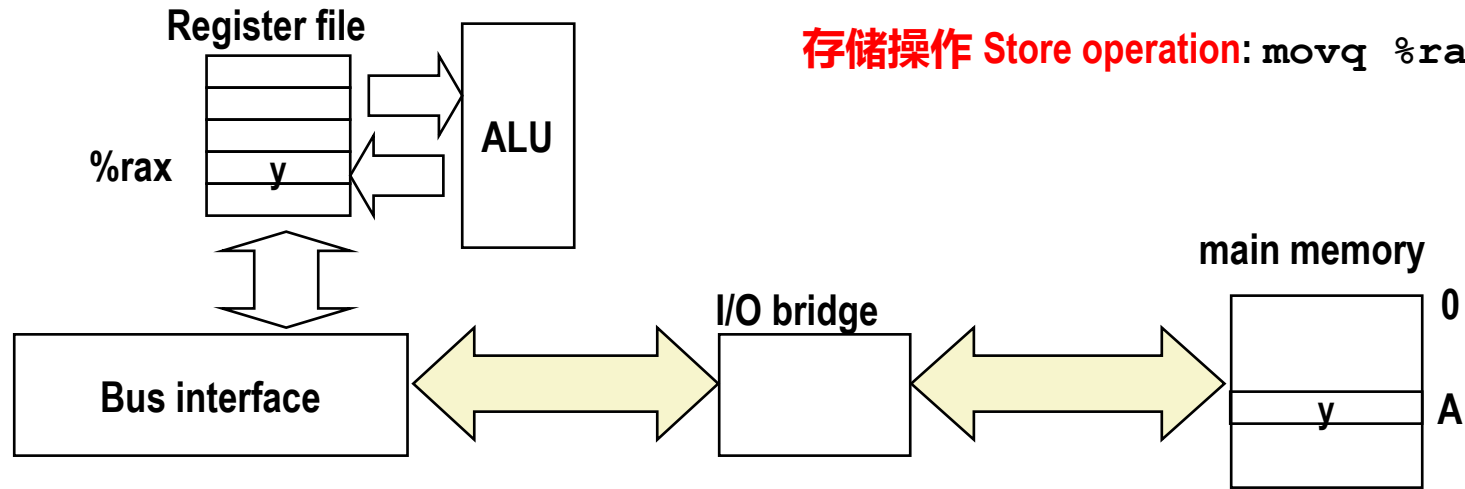 Register file
存储操作 Store operation: movq %ra
ALU
%rax
y
main memory
0
I/O bridge
Bus interface
y
A